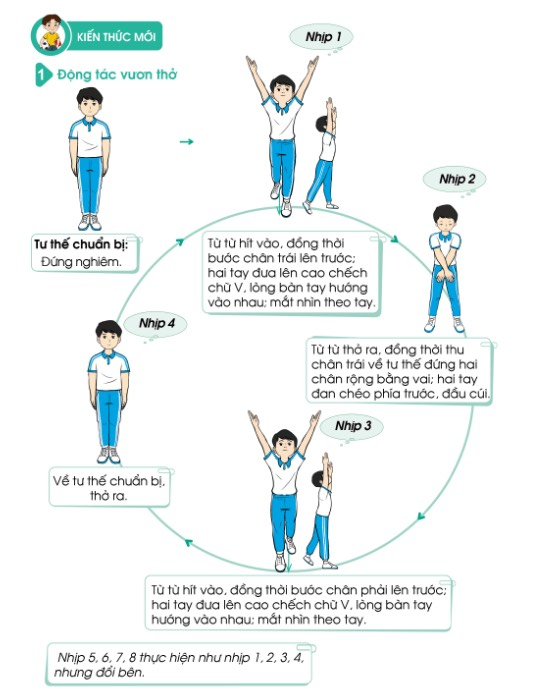 KIẾN THỨC MỚI
1 Động tác vươn thở
Tư thế chuẩn bị:
Đứng nghiêm.
Nhịp 1
Từ từ hít vào, đồng thời
bước chân trái lên trước;
hai tay đưa lên cao chếch
chữ V, lòng bàn tay hướng
vào nhau; mắt nhìn theo tay.
Nhịp 2
Từ từ thở ra, đồng thời thu
chân trái về tư thế đứng hai
chân rộng bằng vai; hai tay
đan chéo phía trước, đầu cúi.
Nhịp 3
Từ từ hít vào, đồng thời bước chân phải lên trước;
hai tay đưa lên cao chếch chữ V, lòng bàn tay
hướng vào nhau; mắt nhìn theo tay.
Nhịp 4
Về tư thế chuẩn bị,
thở ra.
Nhịp 5, 6, 7, 8 thực hiện như nhịp 1, 2, 3, 4,
nhưng đổi bên.